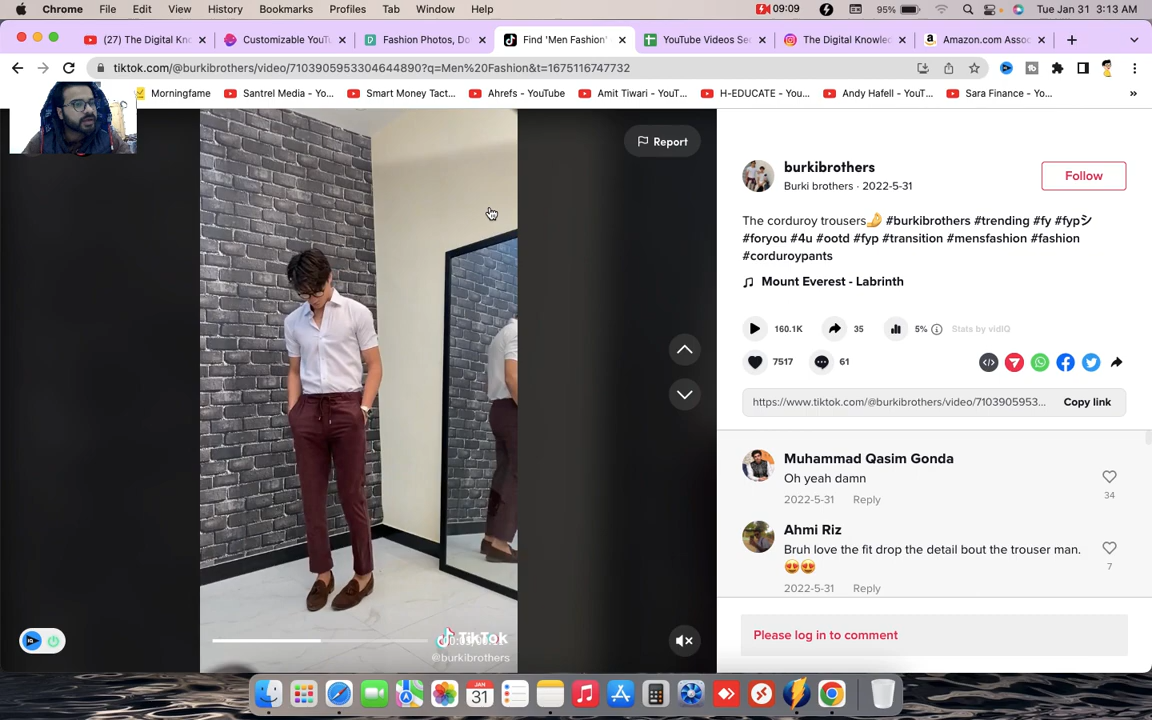 Chrome File Edit View History Bookmarks Profiles Tab Window Help 09:09 95% Tue Jan 31 3:13 AM
(27) The Digital Kno Customizable YouTu Fashion Photos, Do Find 'Men Fashion' YouTube Videos Sec The Digital Knowled Amazon.com Assoc
tiktok.com/@burkibrothers/video/7103905953304644890?q=Men%20Fashion&t=1675116747732
Morningfame Santrel Media - Yo... Smart Money Tact... Ahrefs - YouTube Amit Tiwari - YouT... H-EDUCATE - You... Andy Hafell - YouT... Sara Finance - Yo... »
Report
burkibrothers
Burki brothers · 2022-5-31
Follow
The corduroy trousers🤌 #burkibrothers #trending #fy #fypシ
#foryou #4u #ootd #fyp #transition #mensfashion #fashion
#corduroypants
Mount Everest - Labrinth
160.1K 35 5% Stats by vidIQ
7517 61
https://www.tiktok.com/@burkibrothers/video/7103905953... Copy link
Muhammad Qasim Gonda
Oh yeah damn
2022-5-31 Reply
34
Ahmi Riz
Bruh love the fit drop the detail bout the trouser man.
😍😍
7
2022-5-31 Reply
Please log in to comment
TikTok
@burkibrothers
JAN
31